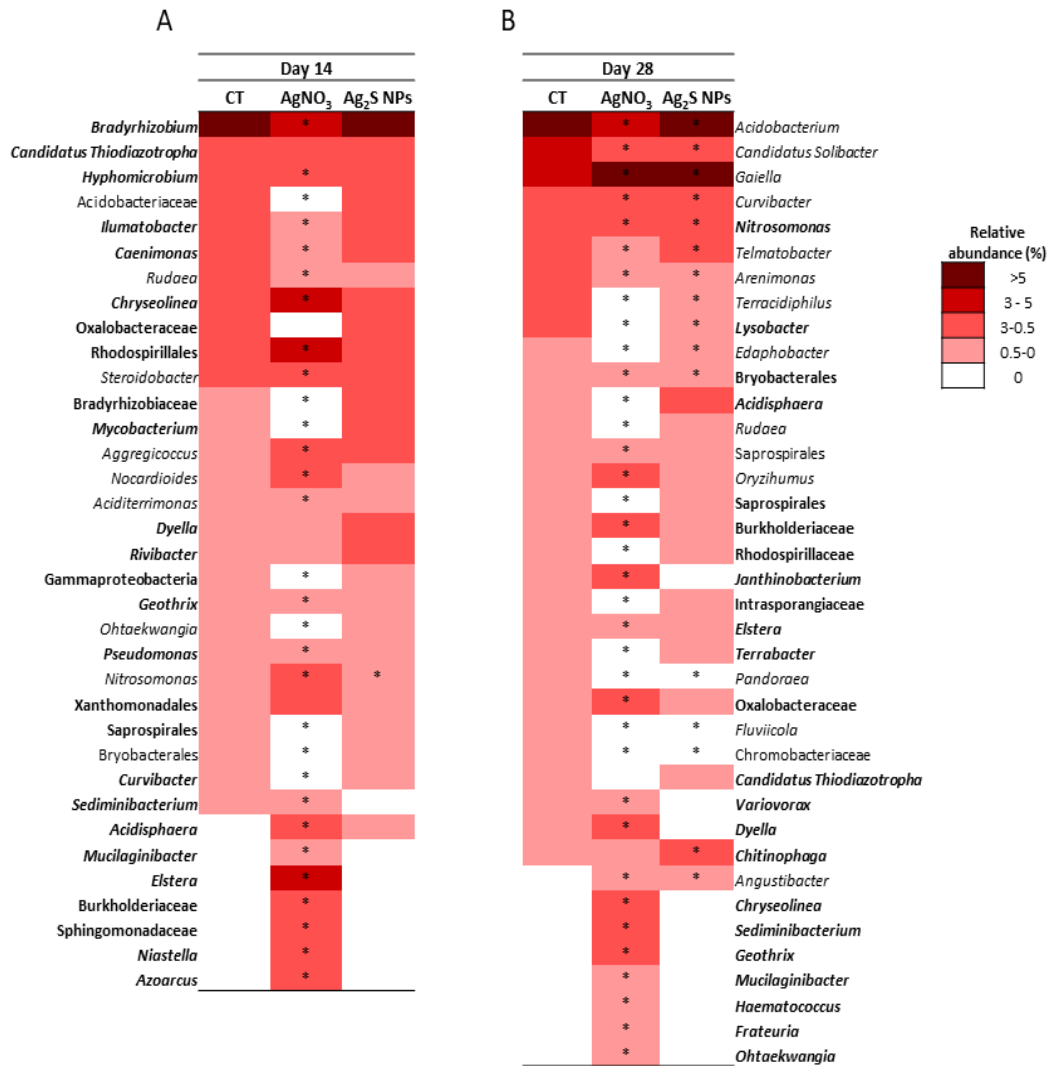 A
B
Day 14
CT AgNO3 Ag2S NPs
Bradyrhizobium *
Candidatus Thiodiazotropha
Hyphomicrobium *
Acidobacteriaceae *
Ilumatobacter *
Caenimonas *
Rudaea *
Chryseolinea *
Oxalobacteraceae
Rhodospirillales *
Steroidobacter *
Bradyrhizobiaceae *
Mycobacterium *
Aggregicoccus *
Nocardioides *
Aciditerrimonas *
Dyella
Rivibacter
Gammaproteobacteria *
Geothrix *
Ohtaekwangia *
Pseudomonas *
Nitrosomonas * *
Xanthomonadales
Saprospirales *
Bryobacterales *
Curvibacter *
Sediminibacterium *
Acidisphaera *
Mucilaginibacter *
Elstera *
Burkholderiaceae *
Sphingomonadaceae *
Niastella *
Azoarcus *
Day 28
CT AgNO3 Ag2S NPs
* * Acidobacterium
* * Candidatus Solibacter
* * Gaiella
* * Curvibacter
* * Nitrosomonas
* * Telmatobacter
* * Arenimonas
* * Terracidiphilus
* * Lysobacter
* * Edaphobacter
* * Bryobacterales
* Acidisphaera
* Rudaea
* Saprospirales
* Oryzihumus
* Saprospirales
* Burkholderiaceae
* Rhodospirillaceae
* Janthinobacterium
* Intrasporangiaceae
* Elstera
* Terrabacter
* * Pandoraea
* Oxalobacteraceae
* * Fluviicola
* * Chromobacteriaceae
Candidatus Thiodiazotropha
* Variovorax
* Dyella
* Chitinophaga
* * Angustibacter
* Chryseolinea
* Sediminibacterium
* Geothrix
* Mucilaginibacter
* Haematococcus
* Frateuria
* Ohtaekwangia
Relative
abundance (%)
>5
3 - 5
3-0.5
0.5-0
0